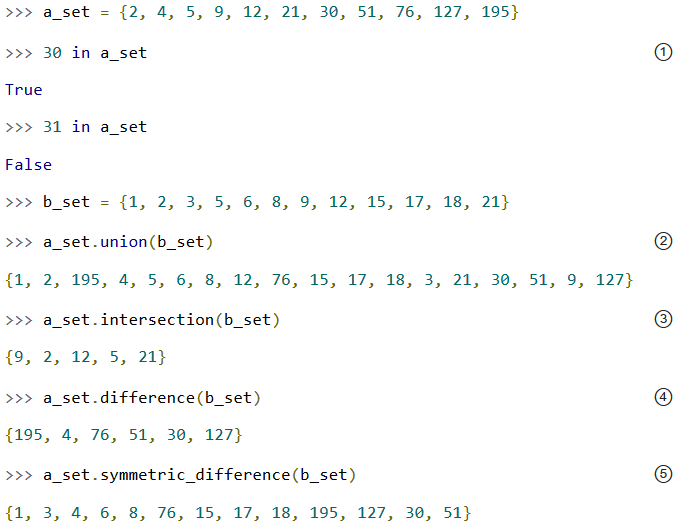 >>> a_set = {2, 4, 5, 9, 12, 21, 30, 51, 76, 127, 195}
>>> 30 in a_set ①
True
>>> 31 in a_set
False
>>> b_set = {1, 2, 3, 5, 6, 8, 9, 12, 15, 17, 18, 21}
>>> a_set.union(b_set) ②
{1, 2, 195, 4, 5, 6, 8, 12, 76, 15, 17, 18, 3, 21, 30, 51, 9, 127}
>>> a_set.intersection(b_set) ③
{9, 2, 12, 5, 21}
>>> a_set.difference(b_set) ④
{195, 4, 76, 51, 30, 127}
>>> a_set.symmetric_difference(b_set) ⑤
{1, 3, 4, 6, 8, 76, 15, 17, 18, 195, 127, 30, 51}